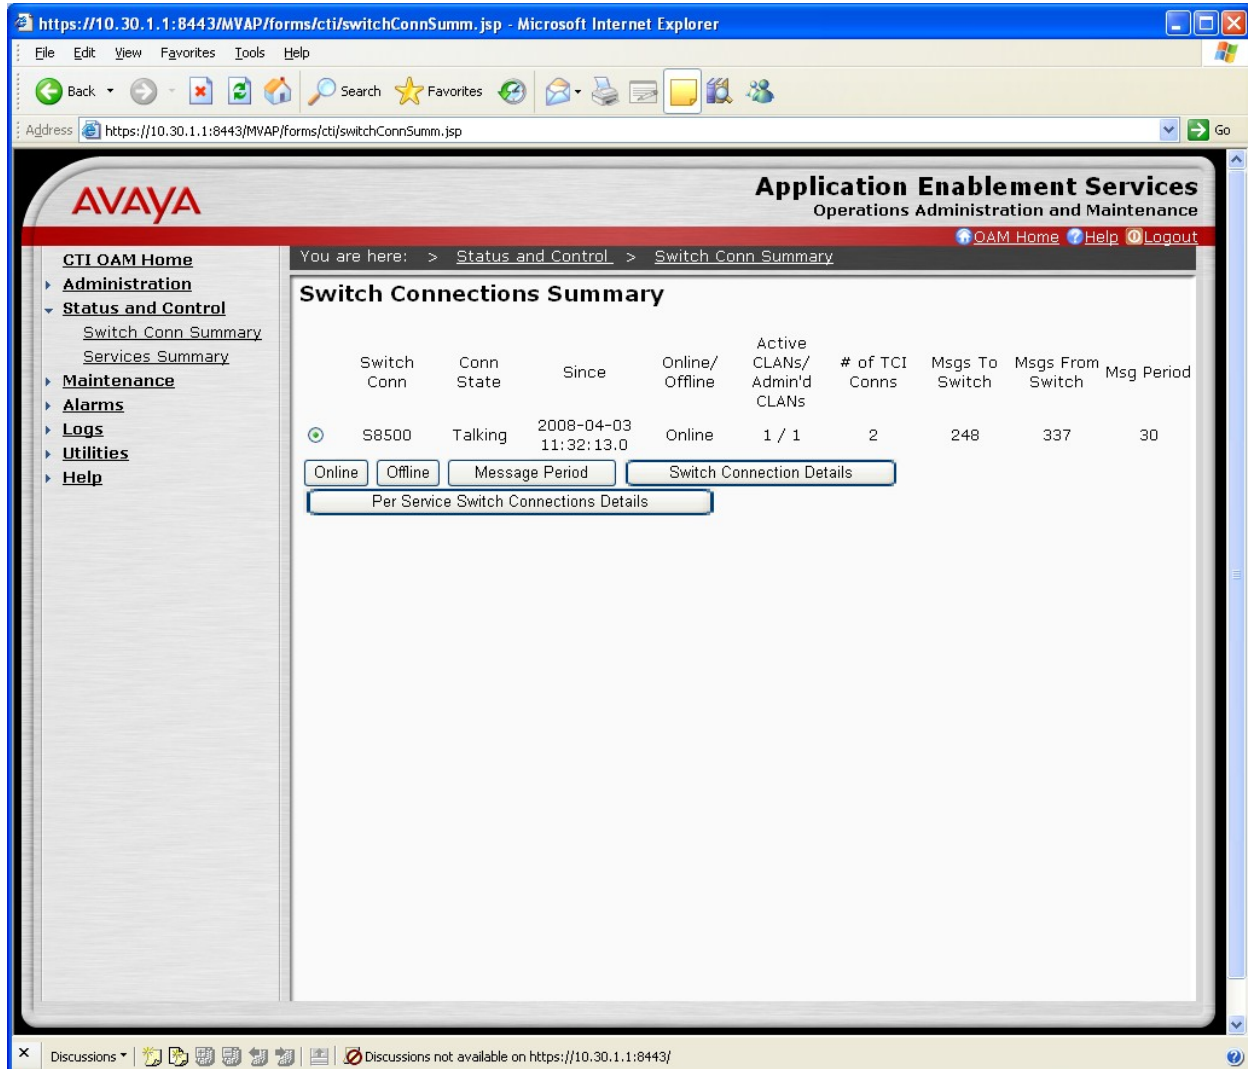 https://10.30.1.1:8443/MVAP/forms/cti/switchConnSumm.jsp - Microsoft Internet Explorer
File Edit View Favorites Tools Help
Back Search Favorites
Address https://10.30.1.1:8443/MVAP/forms/cti/switchConnSumm.jsp Go
AVAYA
Application Enablement Services
Operations Administration and Maintenance
OAM Home Help Logout
CTI OAM Home
Administration
Status and Control
Switch Conn Summary
Services Summary
Maintenance
Alarms
Logs
Utilities
Help
You are here: > Status and Control > Switch Conn Summary
Switch Connections Summary
Switch Conn Conn State Since Online/ Offline Active CLANs/ Admin'd CLANs # of TCI Conns Msgs To Switch Msgs From Switch Msg Period
S8500 Talking 2008-04-03 11:32:13.0 Online 1 / 1 2 248 337 30
Online Offline Message Period Switch Connection Details
Per Service Switch Connections Details
Discussions Discussions not available on https://10.30.1.1:8443/